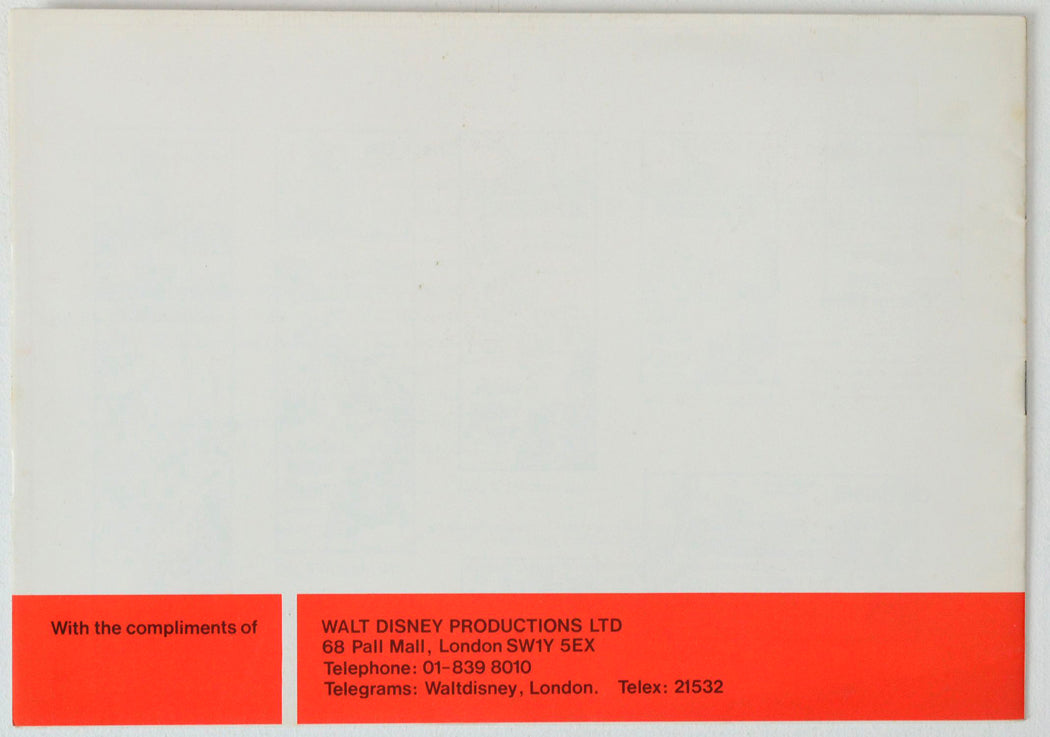 With the compliments of
WALT DISNEY PRODUCTIONS LTD
68 Pall Mall, London SW1Y 5EX
Telephone: 01-839 8010
Telegrams: Waltdisney, London. Telex: 21532